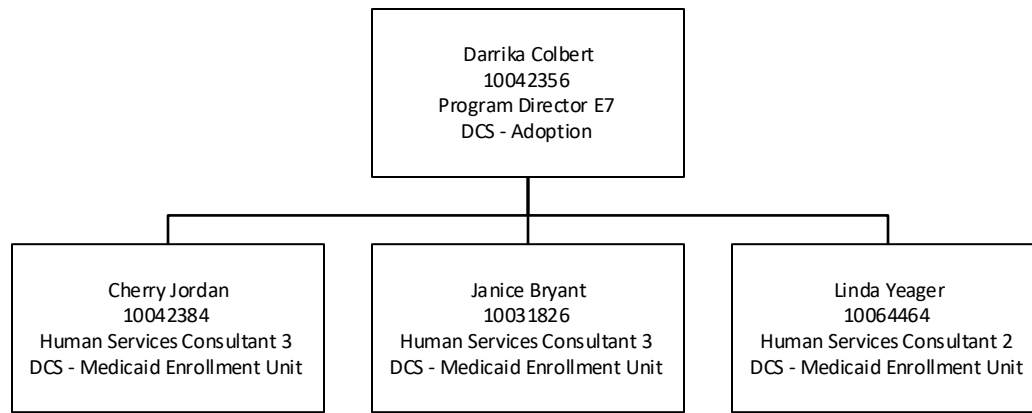 Darrika Colbert
10042356
Program Director E7
DCS - Adoption
Cherry Jordan
10042384
Human Services Consultant 3
DCS - Medicaid Enrollment Unit
Janice Bryant
10031826
Human Services Consultant 3
DCS - Medicaid Enrollment Unit
Linda Yeager
10064464
Human Services Consultant 2
DCS - Medicaid Enrollment Unit